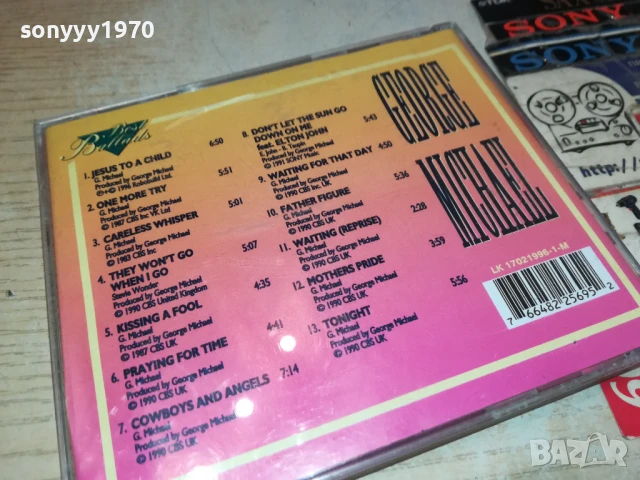 sonyyy1970
Best
Ballads
1. JESUS TO A CHILD 6:50
G. Michael
Produced by George Michael
2. ONE MORE TRY 5:51
G. Michael
Produced by George Michael
© 1987 CBS Inc UK Ltd
3. CARELESS WHISPER 5:01
G. Michael
Produced by George Michael
© 1983 CBS Inc
4. THEY WON'T GO
WHEN I GO 5:07
Stevie Wonder
Produced by George Michael
© 1990 CBS United Kingdom
5. KISSING A FOOL 4:35
G. Michael
Produced by George Michael
© 1987 CBS UK
6. PRAYING FOR TIME 4:41
G. Michael
Produced by George Michael
© 1990 CBS UK
7. COWBOYS AND ANGELS 7:14
G. Michael
Produced by George Michael
© 1990 CBS UK
8. DON'T LET THE SUN GO
DOWN ON ME 5:43
feat. ELTON JOHN
E. John - B. Taupin
© 1991 SONY Music
9. WAITING FOR THAT DAY 4:50
G. Michael
Produced by George Michael
© 1990 CBS Inc UK
10. FATHER FIGURE 5:36
G. Michael
Produced by George Michael
© 1990 CBS UK
11. WAITING (REPRISE) 2:28
G. Michael
Produced by George Michael
© 1990 CBS UK
12. MOTHERS PRIDE 3:59
G. Michael
Produced by George Michael
© 1990 CBS UK
13. TONIGHT 5:56
G. Michael
Produced by George Michael
© 1990 CBS UK
GEORGE
MICHAEL
LK 17021996-1-M
7 66482 25695 2
SONY
SONY
http://
BAZAR